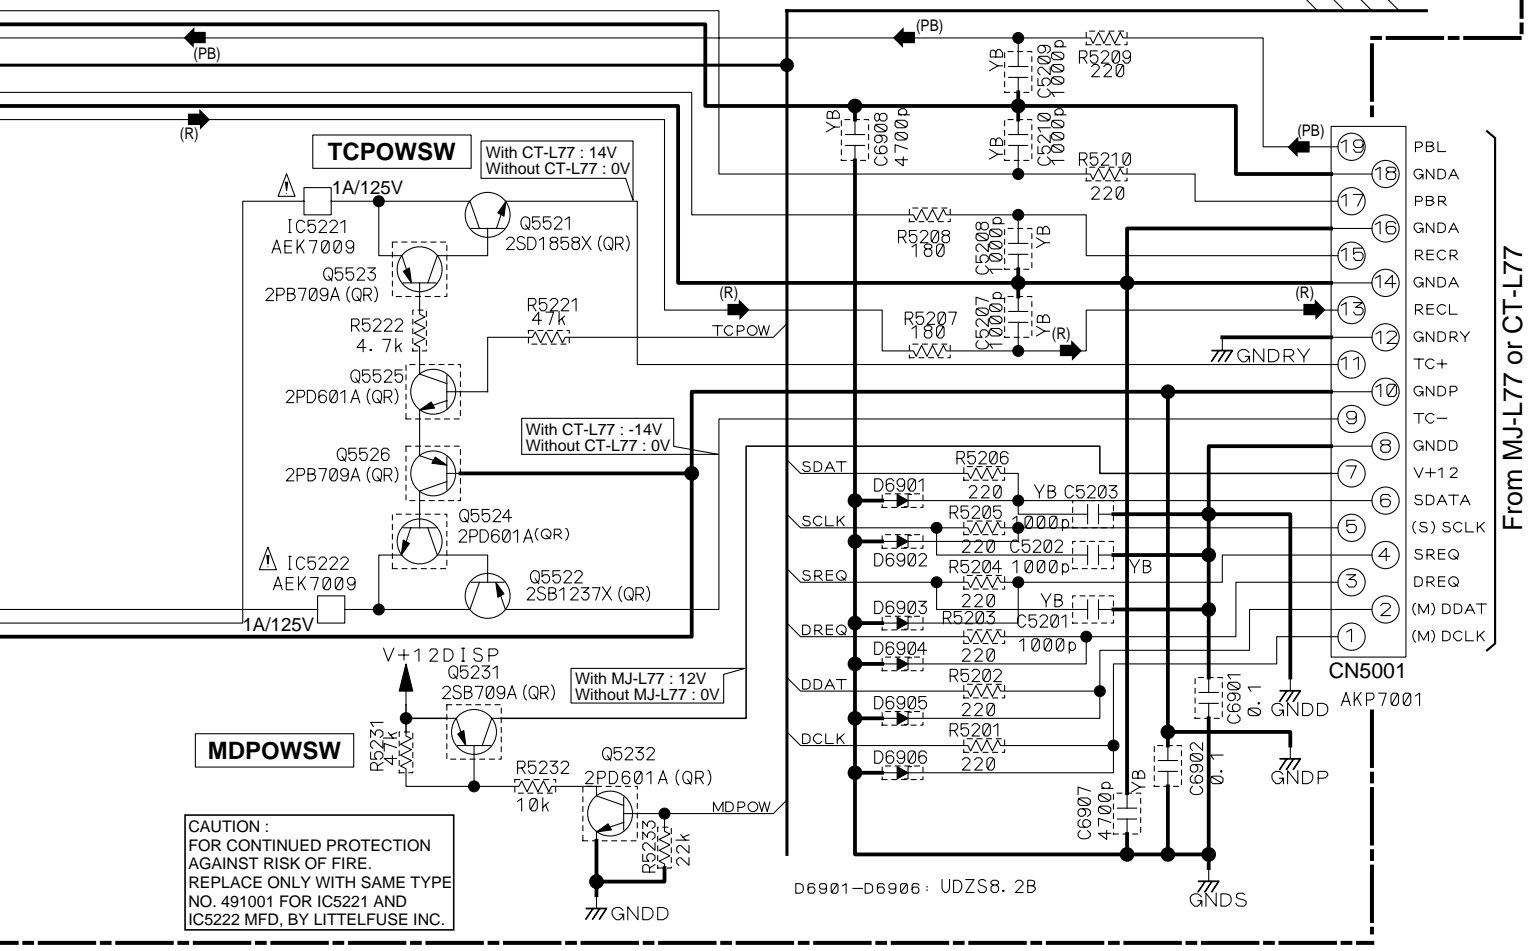 (PB)
(PB)
YB
C5209
1000p
R5209
220
(R)
TCPOWSW
With CT-L77 : 14V
Without CT-L77 : 0V
YB
C6908
4700p
YB
C5210
1000p
R5210
220
(PB)
19 PBL
18 GNDA
17 PBR
16 GNDA
15 RECR
14 GNDA
13 RECL
12 GNDRY
11 TC+
10 GNDP
9 TC-
8 GNDD
7 V+12
6 SDATA
5 (S) SCLK
4 SREQ
3 DREQ
2 (M) DDAT
1 (M) DCLK
CN5001
AKP7001
From MJ-L77 or CT-L77
1A/125V
IC5221
AEK7009
Q5521
2SD1858X (QR)
Q5523
2PB709A (QR)
R5208
180
C5208
1000p
YB
(R)
(R)
R5221
47k
TCPOW
R5222
4.7k
R5207
180
C5207
1000p
YB
(R)
GNDRY
Q5525
2PD601A (QR)
With CT-L77 : -14V
Without CT-L77 : 0V
Q5526
2PB709A (QR)
Q5524
2PD601A(QR)
IC5222
AEK7009
Q5522
2SB1237X (QR)
1A/125V
SDAT
D6901
R5206
220
YB C5203
1000p
SCLK
R5205
220
D6902
C5202
1000p
YB
SREQ
R5204
220
YB
C5201
1000p
D6903
DREQ
R5203
220
D6904
DDAT
R5202
220
D6905
DCLK
R5201
220
D6906
C6901
0.1
GNDD
C6902
0.1
GNDP
C6907
4700p
YB
GNDS
V+12DISP
Q5231
2SB709A (QR)
With MJ-L77 : 12V
Without MJ-L77 : 0V
MDPOWSW
R5231
47k
R5232
10k
Q5232
2PD601A (QR)
MDPOW
R5233
22k
GNDD
CAUTION :
FOR CONTINUED PROTECTION
AGAINST RISK OF FIRE.
REPLACE ONLY WITH SAME TYPE
NO. 491001 FOR IC5221 AND
IC5222 MFD, BY LITTELFUSE INC.
D6901-D6906: UDZS8.2B